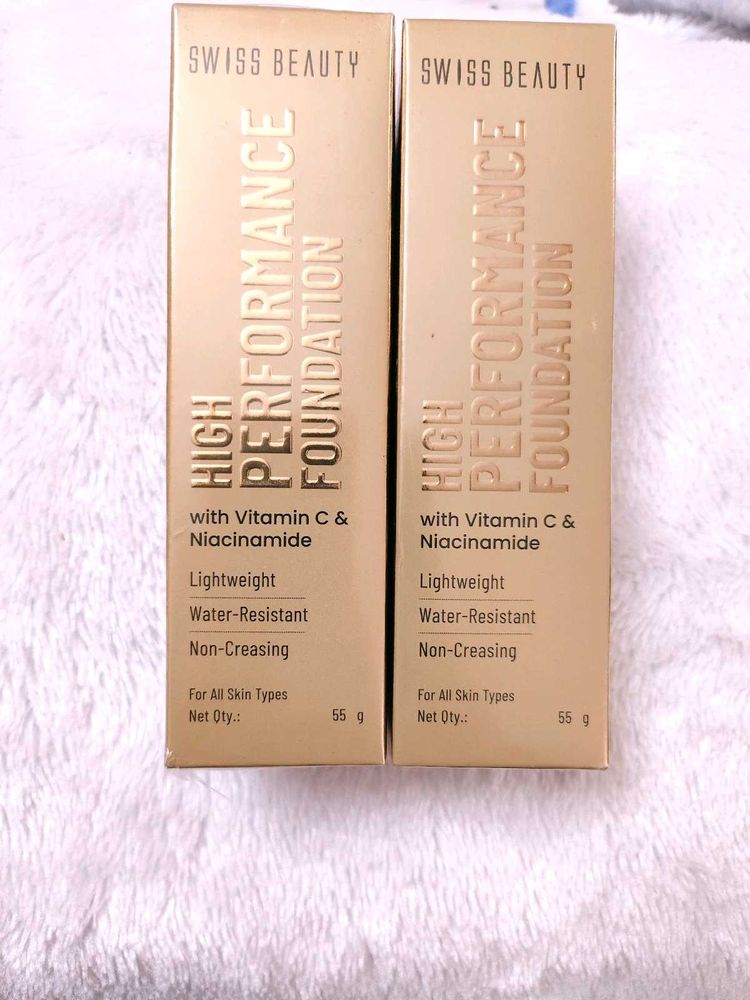 SWISS BEAUTY
HIGH
PERFORMANCE
FOUNDATION
with Vitamin C &
Niacinamide
Lightweight
Water-Resistant
Non-Creasing
For All Skin Types
Net Qty.: 55 g
SWISS BEAUTY
HIGH
PERFORMANCE
FOUNDATION
with Vitamin C &
Niacinamide
Lightweight
Water-Resistant
Non-Creasing
For All Skin Types
Net Qty.: 55 g